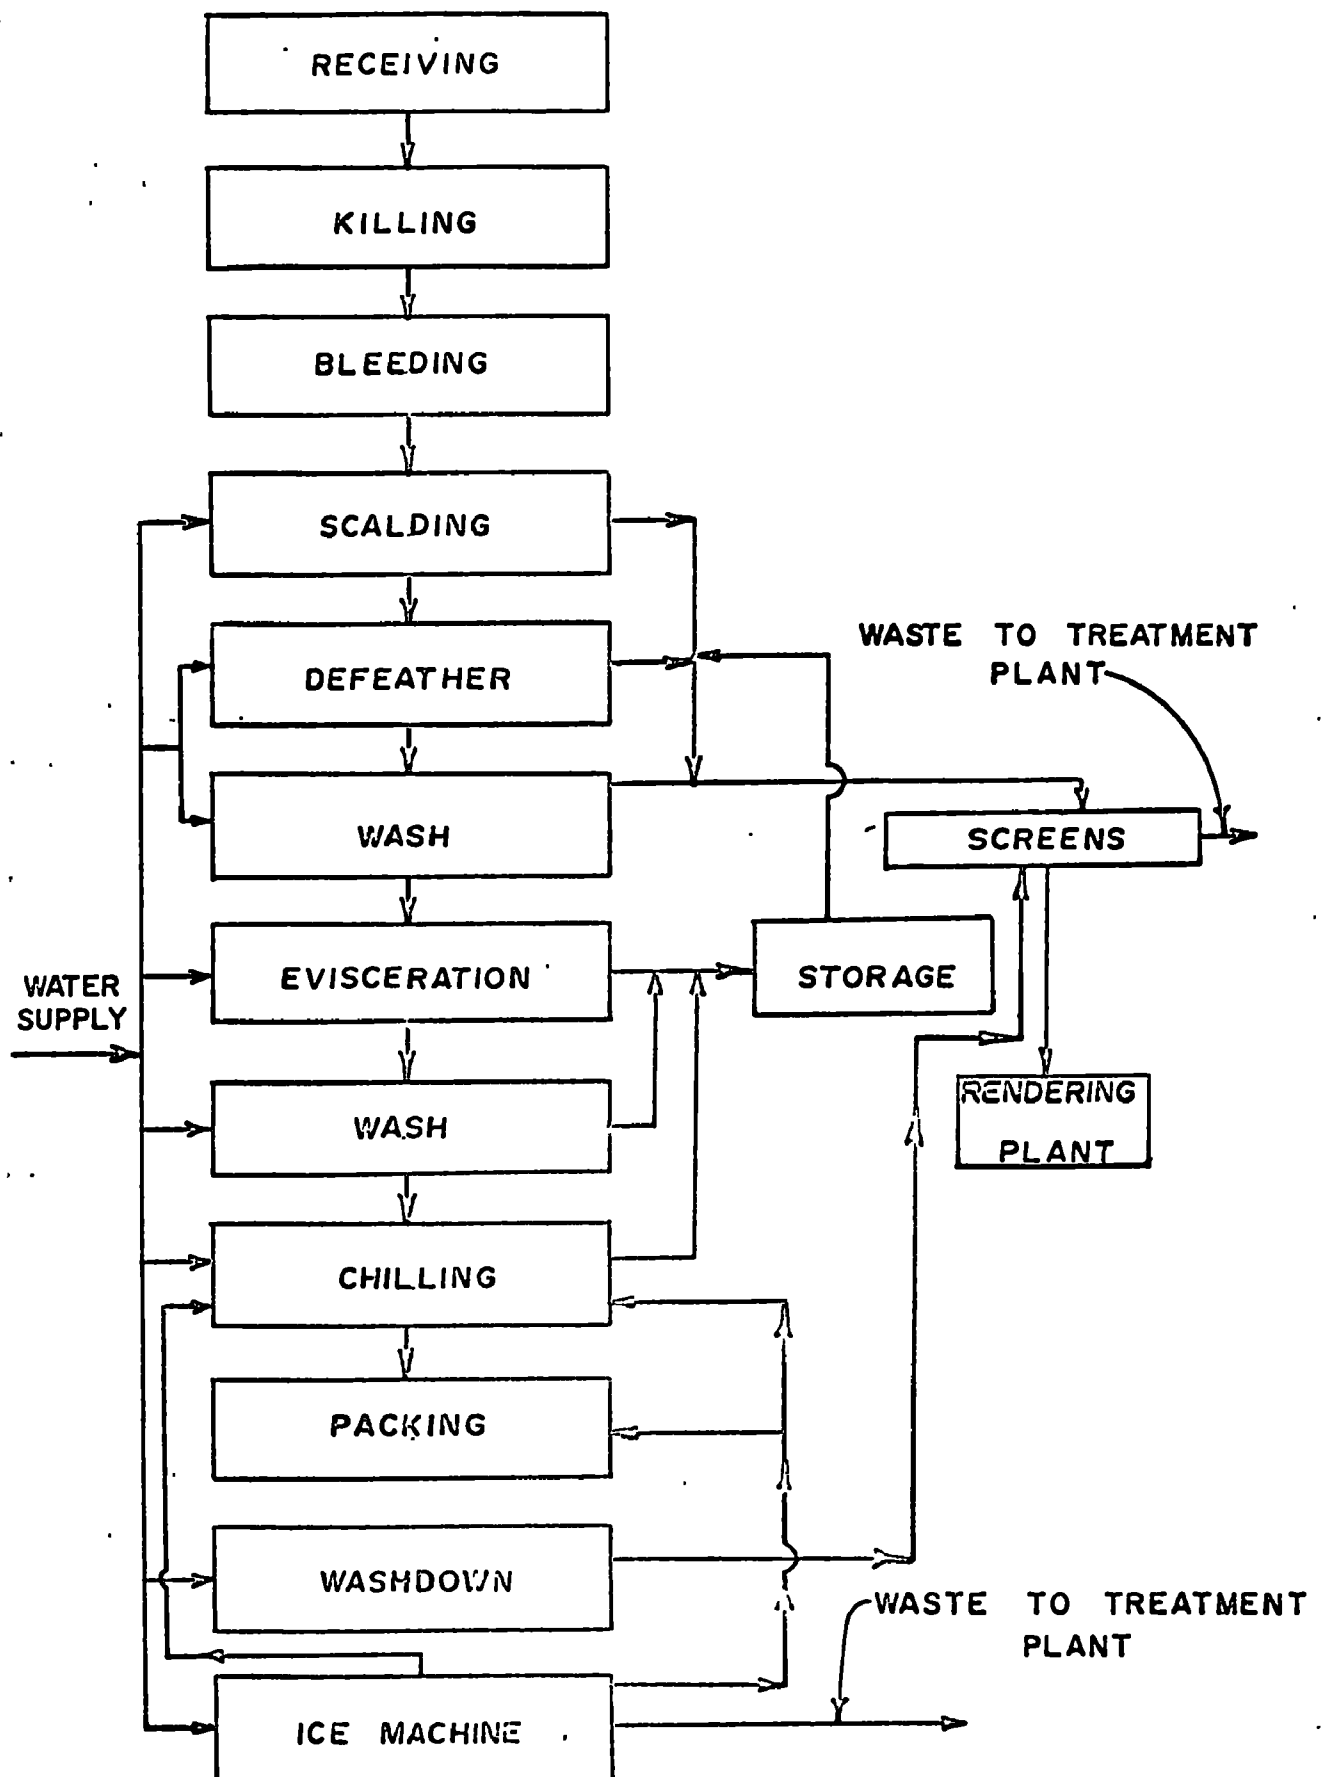 RECEIVING
KILLING
BLEEDING
SCALDING
WASTE TO TREATMENT
PLANT
DEFEATHER
WASH
SCREENS
EVISCERATION
STORAGE
WATER
SUPPLY
RENDERING
PLANT
WASH
CHILLING
PACKING
WASHDOWN
WASTE TO TREATMENT
PLANT
ICE MACHINE